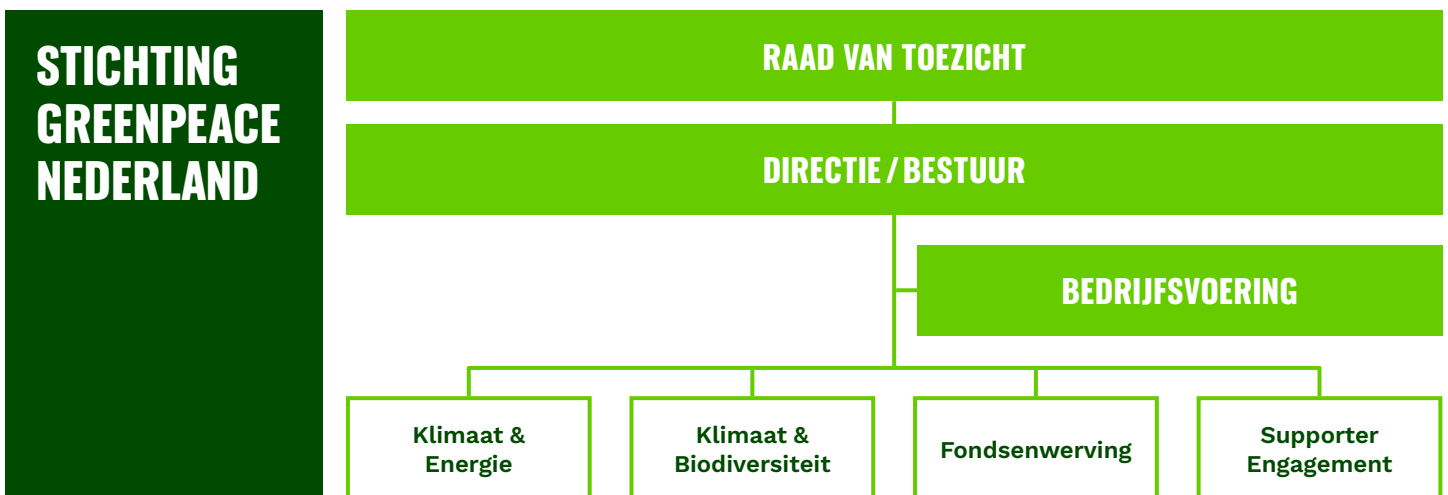 STICHTING
GREENPEACE
NEDERLAND
RAAD VAN TOEZICHT
DIRECTIE / BESTUUR
BEDRIJFSVOERING
Klimaat &
Energie
Klimaat &
Biodiversiteit
Fondsenwerving
Supporter
Engagement